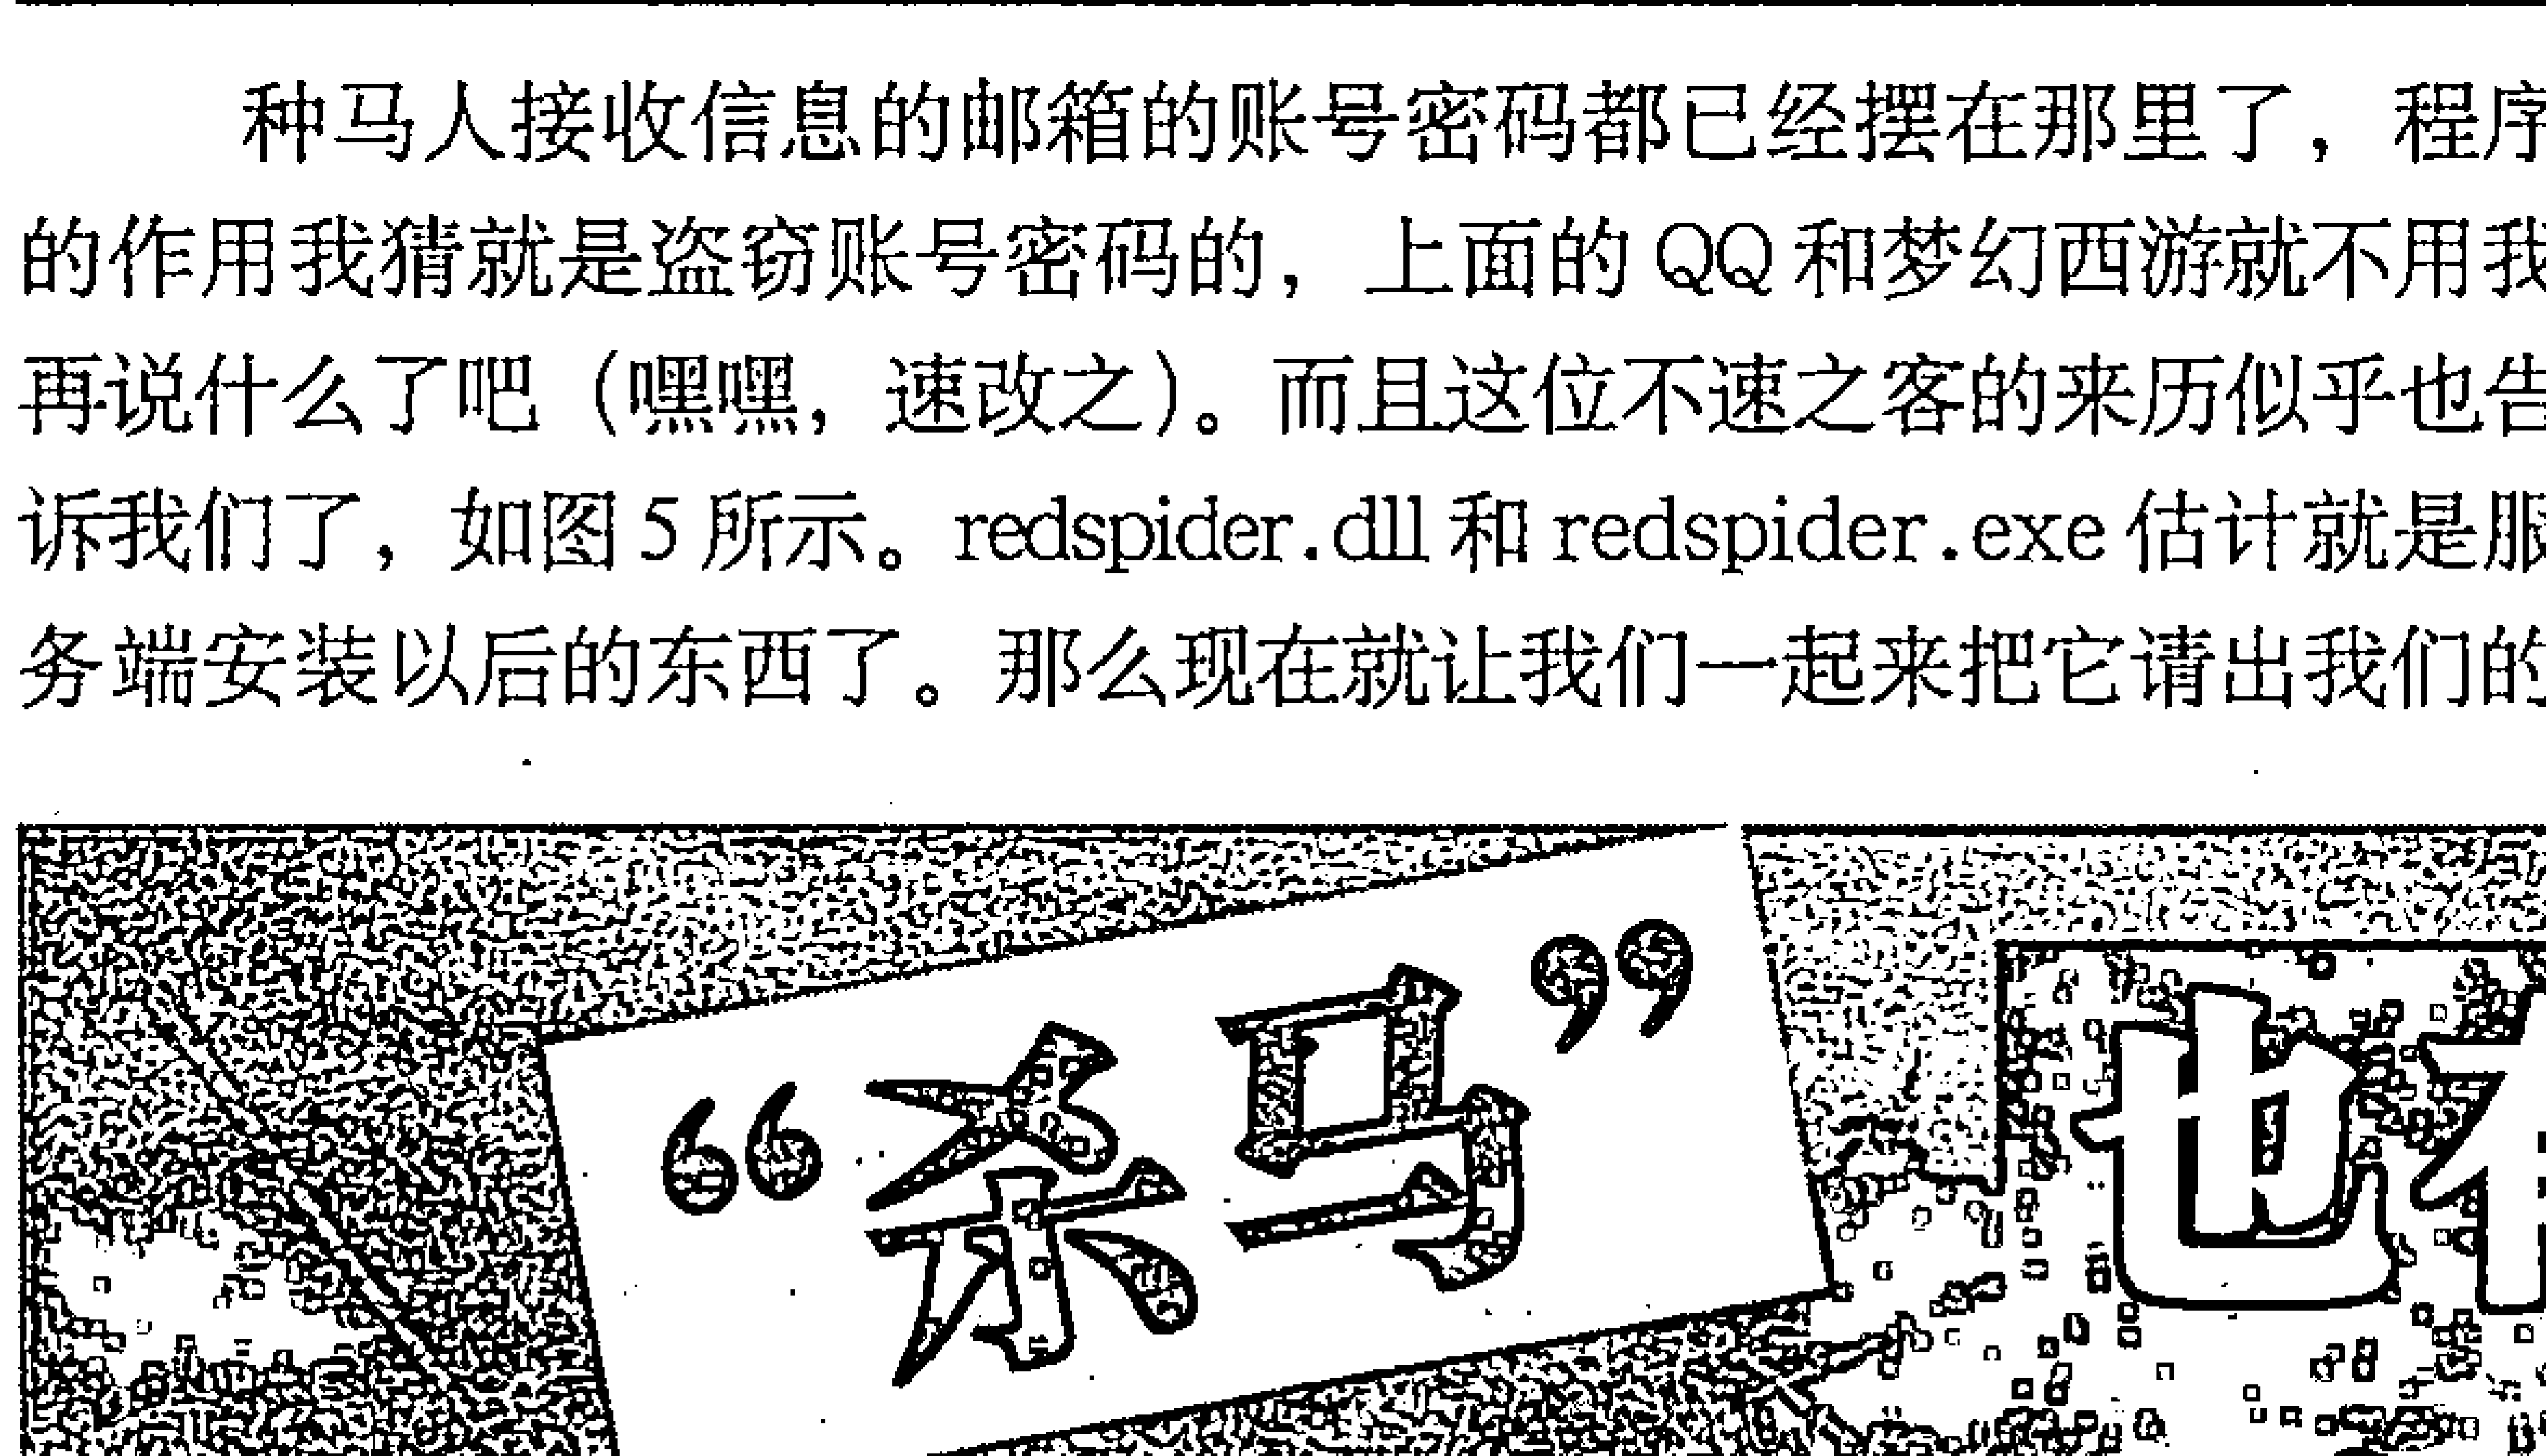 种马人接收信息的邮箱的账号密码都已经摆在那里了，程序
的作用我猜就是盗窃账号密码的，上面的QQ和梦幻西游就不用我
再说什么了吧（嘿嘿，速改之）。而且这位不速之客的来历似乎也告
诉我们了，如图5所示。redspider.dll和redspider.exe估计就是服
务端安装以后的东西了。那么现在就让我们一起来把它请出我们的
“杀马”
也